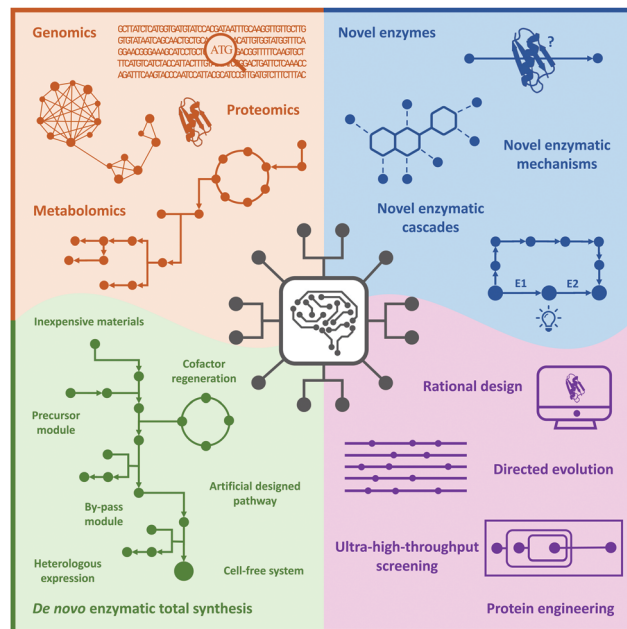 Genomics
GCTTATCTCATGGTGATGTATCCACGATAATTTGCAAGGTTGTTGCTTG
ATG
Proteomics
Metabolomics
Novel enzymes
?
Novel enzymatic
mechanisms
Novel enzymatic
cascades
E1 E2
Inexpensive materials
Cofactor
regeneration
Precursor
module
By-pass
module
Artificial designed
pathway
Heterologous
expression
Cell-free system
De novo enzymatic total synthesis
Rational design
Directed evolution
Ultra-high-throughput
screening
Protein engineering